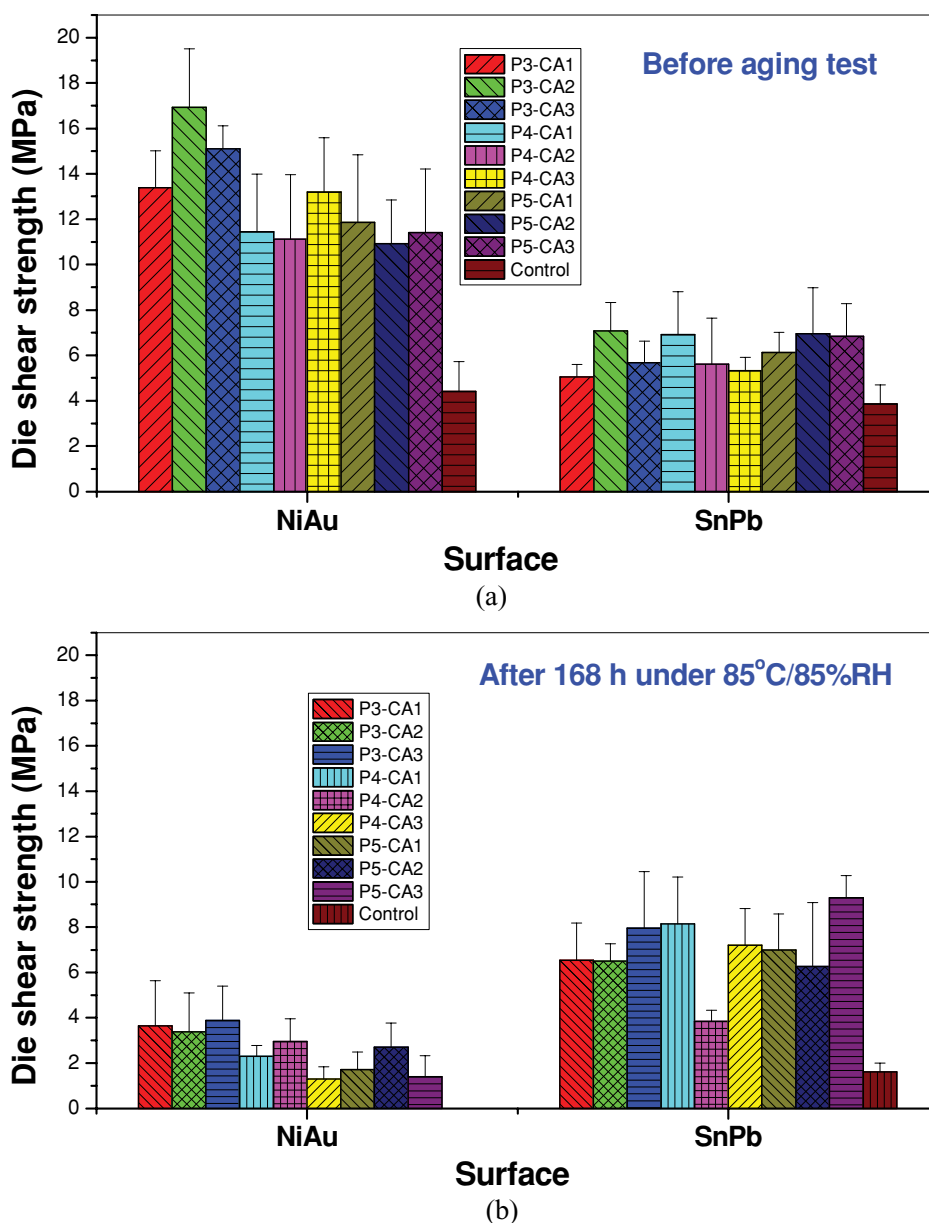 20
18
16
14
12
10
8
6
4
2
0
Die shear strength (MPa)
Before aging test
P3-CA1
P3-CA2
P3-CA3
P4-CA1
P4-CA2
P4-CA3
P5-CA1
P5-CA2
P5-CA3
Control
NiAu SnPb
Surface
(a)
20
18
16
14
12
10
8
6
4
2
0
Die shear strength (MPa)
After 168 h under 85°C/85%RH
P3-CA1
P3-CA2
P3-CA3
P4-CA1
P4-CA2
P4-CA3
P5-CA1
P5-CA2
P5-CA3
Control
NiAu SnPb
Surface
(b)